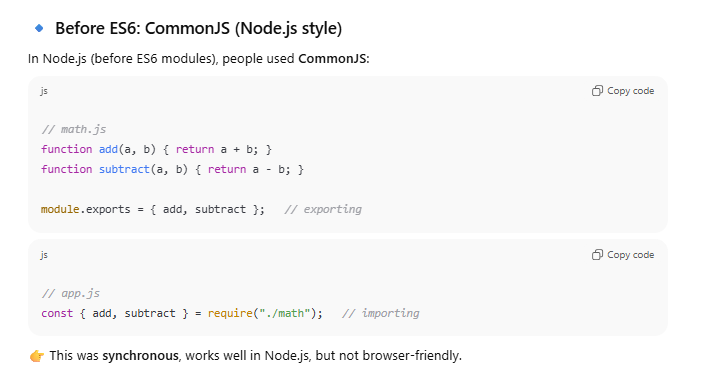 🔹 Before ES6: CommonJS (Node.js style)
In Node.js (before ES6 modules), people used CommonJS:
js
Copy code
// math.js
function add(a, b) { return a + b; }
function subtract(a, b) { return a - b; }
module.exports = { add, subtract };   // exporting
js
Copy code
// app.js
const { add, subtract } = require("./math");   // importing
👉 This was synchronous, works well in Node.js, but not browser-friendly.